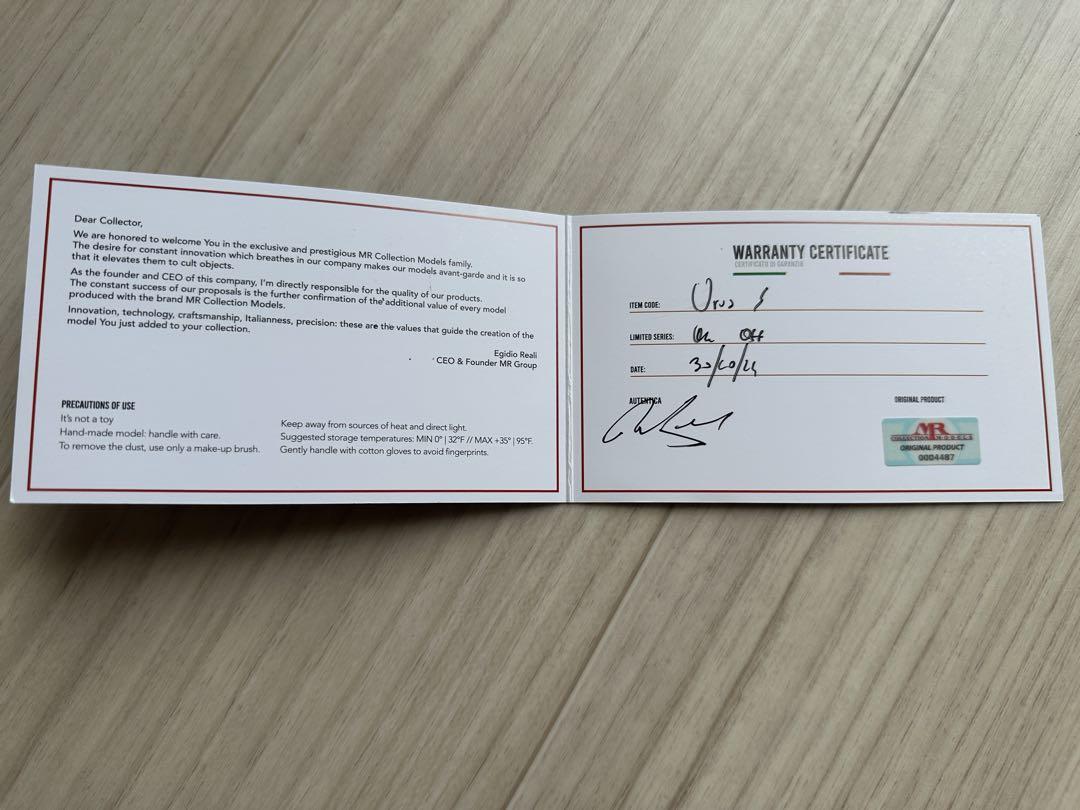 Dear Collector,
We are honored to welcome You in the exclusive and prestigious MR Collection Models family.
The desire for constant innovation which breathes in our company makes our models avant-garde and it is so
that it elevates them to cult objects.
As the founder and CEO of this company, I'm directly responsible for the quality of our products.
The constant success of our proposals is the further confirmation of the additional value of every model
produced with the brand MR Collection Models.
Innovation, technology, craftsmanship, Italianness, precision: these are the values that guide the creation of the
model You just added to your collection.
Egidio Reali
CEO & Founder MR Group
PRECAUTIONS OF USE
It's not a toy
Hand-made model: handle with care.
To remove the dust, use only a make-up brush.
Keep away from sources of heat and direct light.
Suggested storage temperatures: MIN 0° | 32°F // MAX +35° | 95°F.
Gently handle with cotton gloves to avoid fingerprints.
WARRANTY CERTIFICATE
CERTIFICATO DI GARANZIA
ITEM CODE: Urus S
LIMITED SERIES: One Off
DATE: 30/10/24
AUTENTICA
ORIGINAL PRODUCT
MR
COLLECTION MODELS
ORIGINAL PRODUCT
0004487